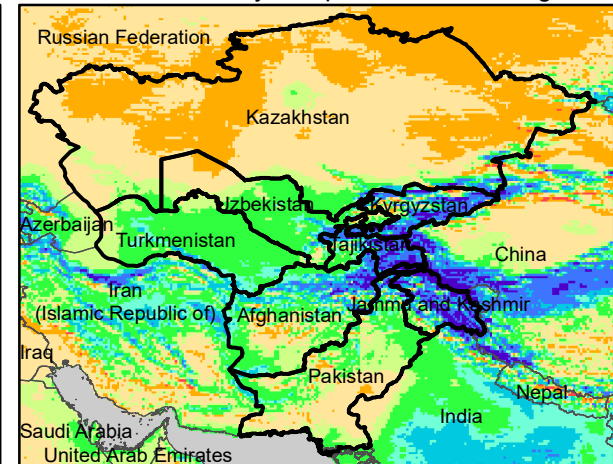 Russian Federation
Kazakhstan
Uzbekistan
Kyrgyzstan
Azerbaijan
Turkmenistan
Tajikistan
China
Iran
(Islamic Republic of)
Afghanistan
Jammu and Kashmir
Iraq
Pakistan
Nepal
India
Saudi Arabia
United Arab Emirates